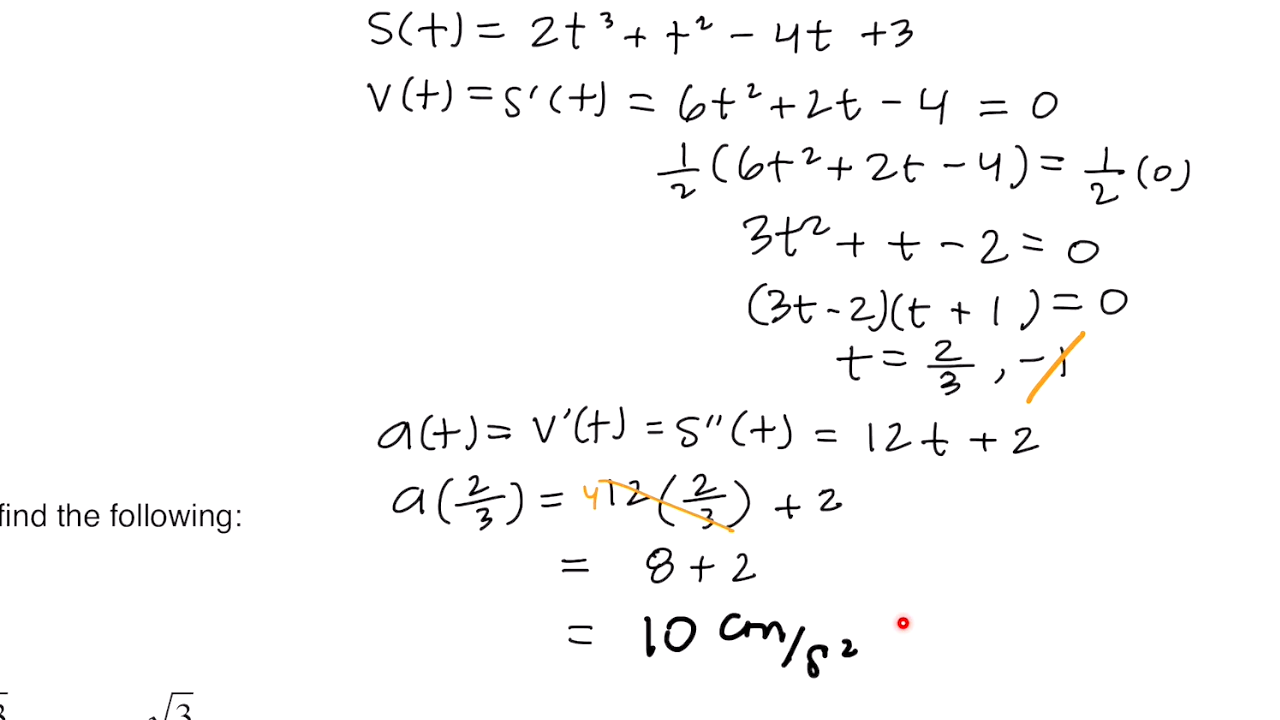 S(t) = 2t³ + t² - 4t + 3
V(t) = S'(t) = 6t² + 2t - 4 = 0
1/2 (6t² + 2t - 4) = 1/2 (0)
3t² + t - 2 = 0
(3t - 2)(t + 1) = 0
t = 2/3 , -1
a(t) = V'(t) = S''(t) = 12t + 2
a(2/3) = 4 12(2/3) + 2
find the following:
= 8 + 2
= 10 cm/s²
√3